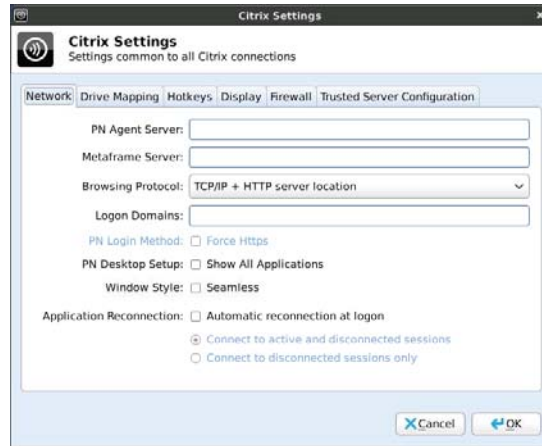 Citrix Settings
Citrix Settings
Settings common to all Citrix connections
Network Drive Mapping Hotkeys Display Firewall Trusted Server Configuration
PN Agent Server:
Metaframe Server:
Browsing Protocol: TCP/IP + HTTP server location
Logon Domains:
PN Login Method: Force Https
PN Desktop Setup: Show All Applications
Window Style: Seamless
Application Reconnection: Automatic reconnection at logon
Connect to active and disconnected sessions
Connect to disconnected sessions only
Cancel OK